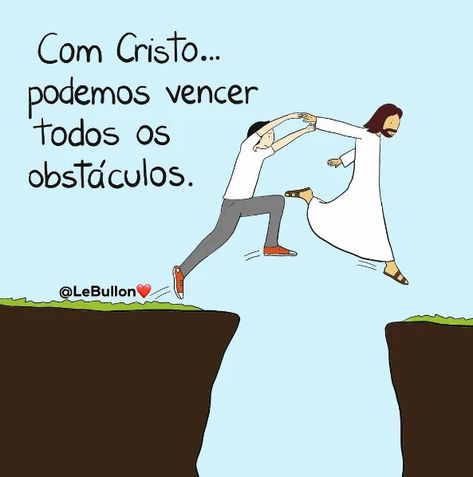 Com Cristo...
podemos vencer
todos os
obstáculos.
@LeBullon❤️